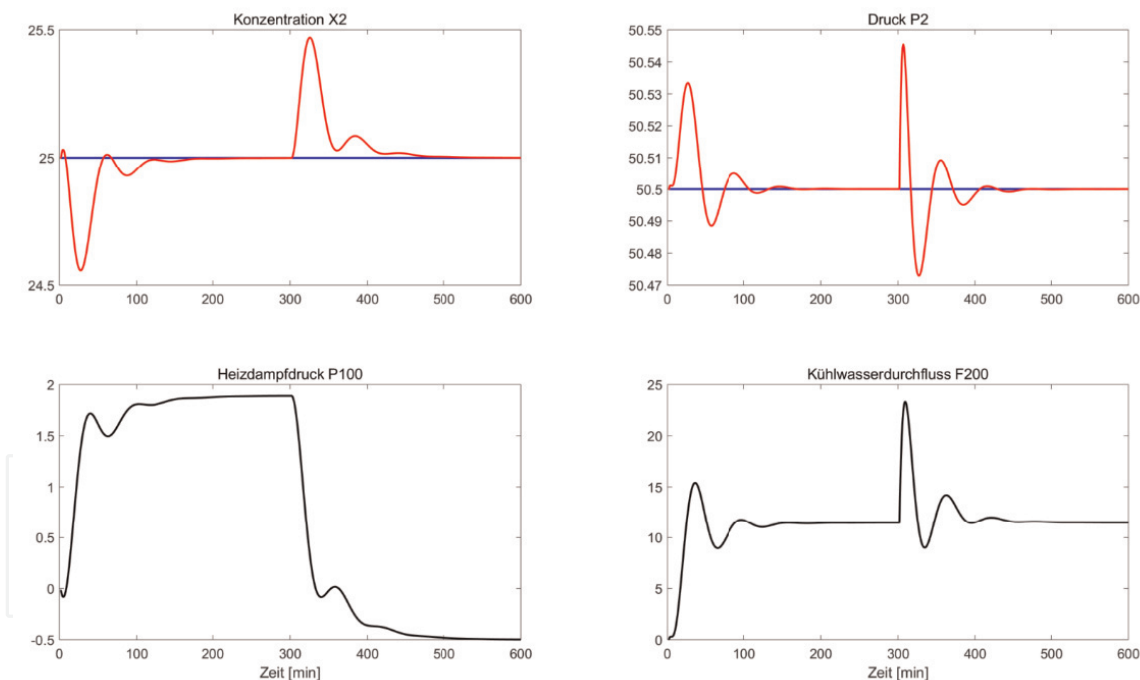 Konzentration X2
25.5
25
24.5
0 100 200 300 400 500 600
Druck P2
50.55
50.54
50.53
50.52
50.51
50.5
50.49
50.48
50.47
0 100 200 300 400 500 600
Heizdampfdruck P100
2
1.5
1
0.5
0
-0.5
0 100 200 300 400 500 600
Zeit [min]
Kühlwasserdurchfluss F200
25
20
15
10
5
0
0 100 200 300 400 500 600
Zeit [min]